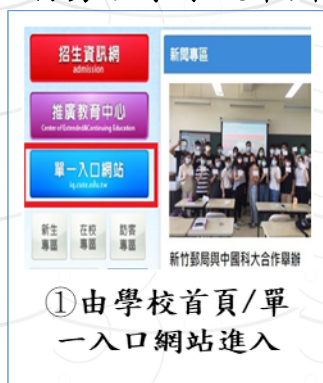 招生資訊網
admission
推廣教育中心
Center of Extended&Continuing Education
單一入口網站
iq.cute.edu.tw
新生
專區
在校
專區
訪客
專區
新聞專區
新竹郵局與中國科大合作舉辦
①由學校首頁/單
一入口網站進入